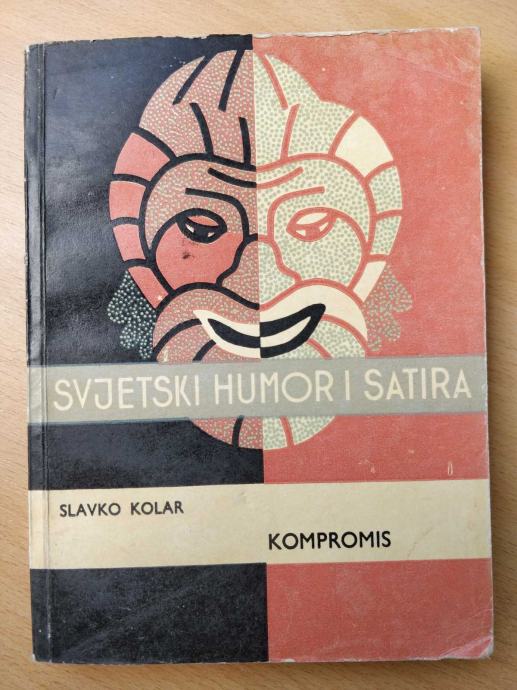 SVJETSKI HUMOR I SATIRA
SLAVKO KOLAR
KOMPROMIS